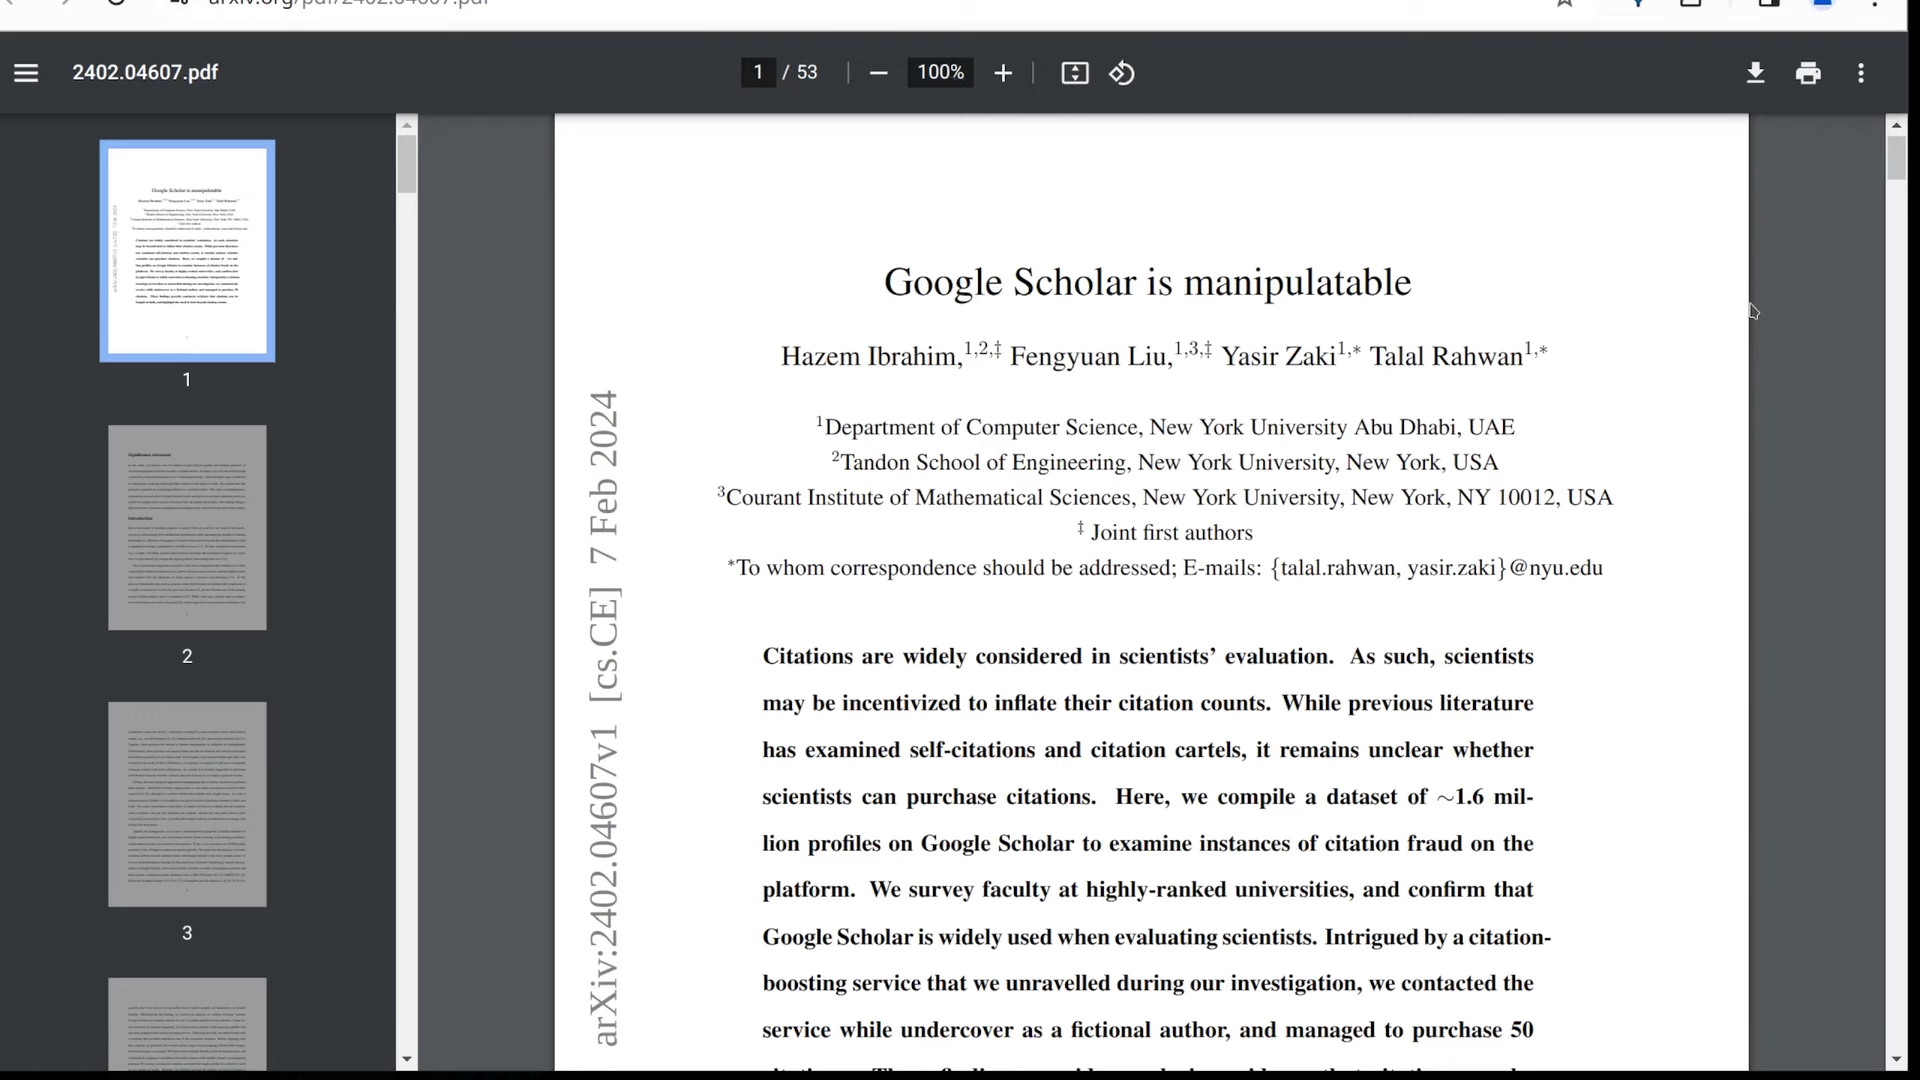 arxiv.org/pdf/2402.04607.pdf
2402.04607.pdf
1 / 53
100%
1
2
3
Google Scholar is manipulatable
Hazem Ibrahim,1,2,‡ Fengyuan Liu,1,3,‡ Yasir Zaki1,* Talal Rahwan1,*
1Department of Computer Science, New York University Abu Dhabi, UAE
2Tandon School of Engineering, New York University, New York, USA
3Courant Institute of Mathematical Sciences, New York University, New York, NY 10012, USA
‡ Joint first authors
*To whom correspondence should be addressed; E-mails: {talal.rahwan, yasir.zaki}@nyu.edu
arXiv:2402.04607v1 [cs.CE] 7 Feb 2024
Citations are widely considered in scientists’ evaluation. As such, scientists
may be incentivized to inflate their citation counts. While previous literature
has examined self-citations and citation cartels, it remains unclear whether
scientists can purchase citations. Here, we compile a dataset of ~1.6 mil-
lion profiles on Google Scholar to examine instances of citation fraud on the
platform. We survey faculty at highly-ranked universities, and confirm that
Google Scholar is widely used when evaluating scientists. Intrigued by a citation-
boosting service that we unravelled during our investigation, we contacted the
service while undercover as a fictional author, and managed to purchase 50